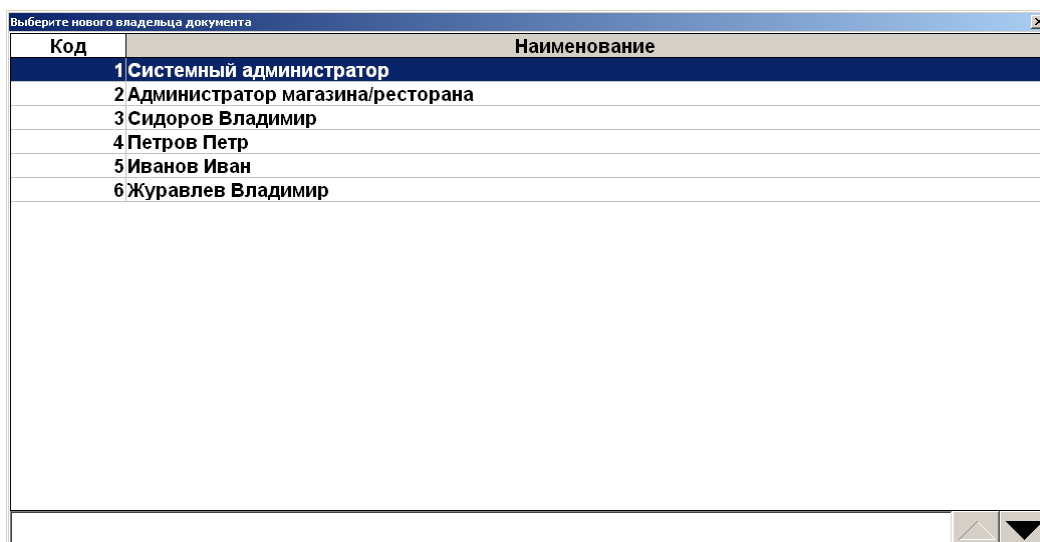 Выберите нового владельца документа
Код Наименование
1 Системный администратор
2 Администратор магазина/ресторана
3 Сидоров Владимир
4 Петров Петр
5 Иванов Иван
6 Журавлев Владимир